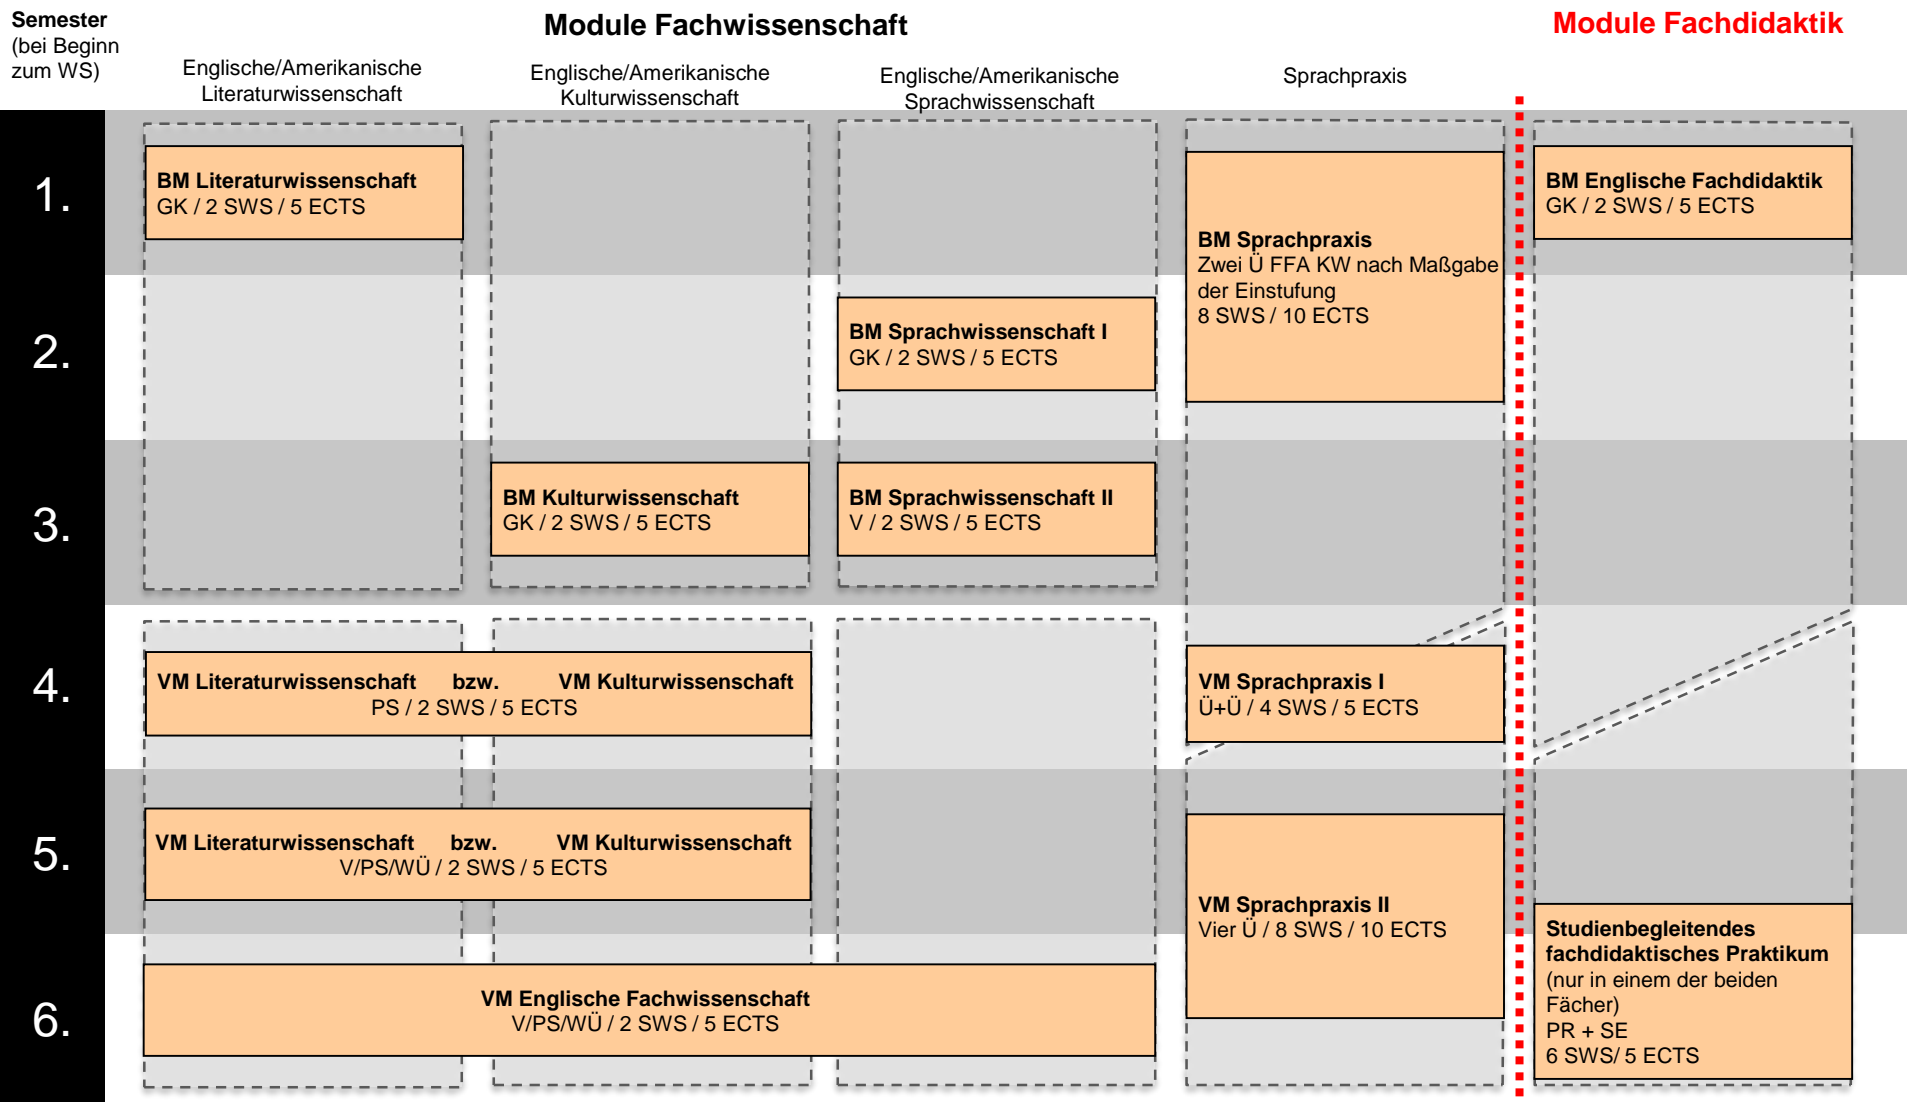 Semester
(bei Beginn
zum WS)
Module Fachwissenschaft
Module Fachdidaktik
Englische/Amerikanische
Literaturwissenschaft
Englische/Amerikanische
Kulturwissenschaft
Englische/Amerikanische
Sprachwissenschaft
Sprachpraxis
1.
BM Literaturwissenschaft
GK / 2 SWS / 5 ECTS
BM Sprachpraxis
Zwei Ü FFA KW nach Maßgabe
der Einstufung
8 SWS / 10 ECTS
BM Englische Fachdidaktik
GK / 2 SWS / 5 ECTS
2.
BM Sprachwissenschaft I
GK / 2 SWS / 5 ECTS
3.
BM Kulturwissenschaft
GK / 2 SWS / 5 ECTS
BM Sprachwissenschaft II
V / 2 SWS / 5 ECTS
4.
VM Literaturwissenschaft bzw. VM Kulturwissenschaft
PS / 2 SWS / 5 ECTS
VM Sprachpraxis I
Ü+Ü / 4 SWS / 5 ECTS
5.
VM Literaturwissenschaft bzw. VM Kulturwissenschaft
V/PS/WÜ / 2 SWS / 5 ECTS
VM Sprachpraxis II
Vier Ü / 8 SWS / 10 ECTS
6.
VM Englische Fachwissenschaft
V/PS/WÜ / 2 SWS / 5 ECTS
Studienbegleitendes
fachdidaktisches Praktikum
(nur in einem der beiden
Fächer)
PR + SE
6 SWS/ 5 ECTS